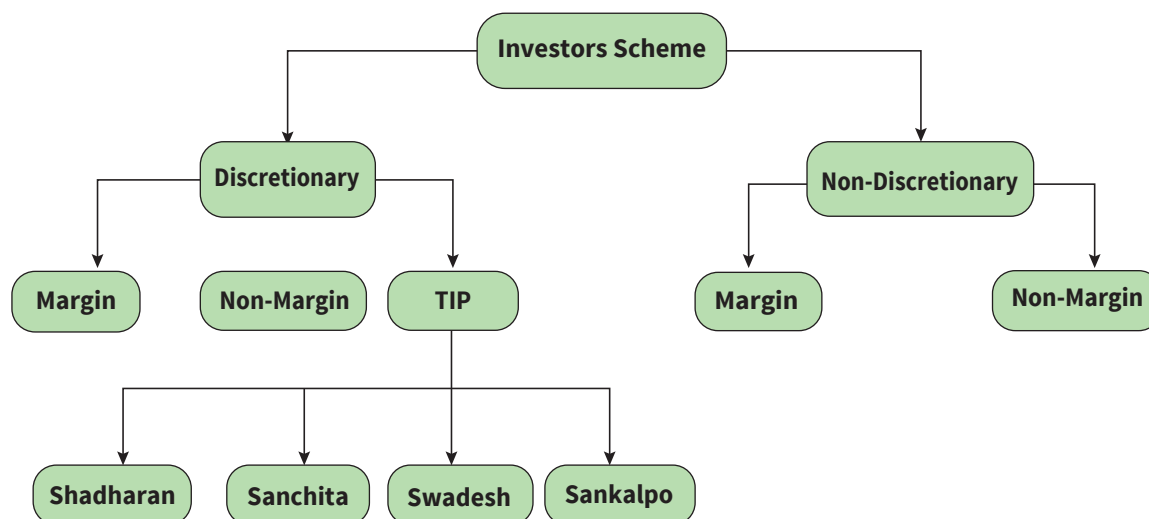 Investors Scheme
Discretionary
Non-Discretionary
Margin
Non-Margin
TIP
Margin
Non-Margin
Shadharan
Sanchita
Swadesh
Sankalpo